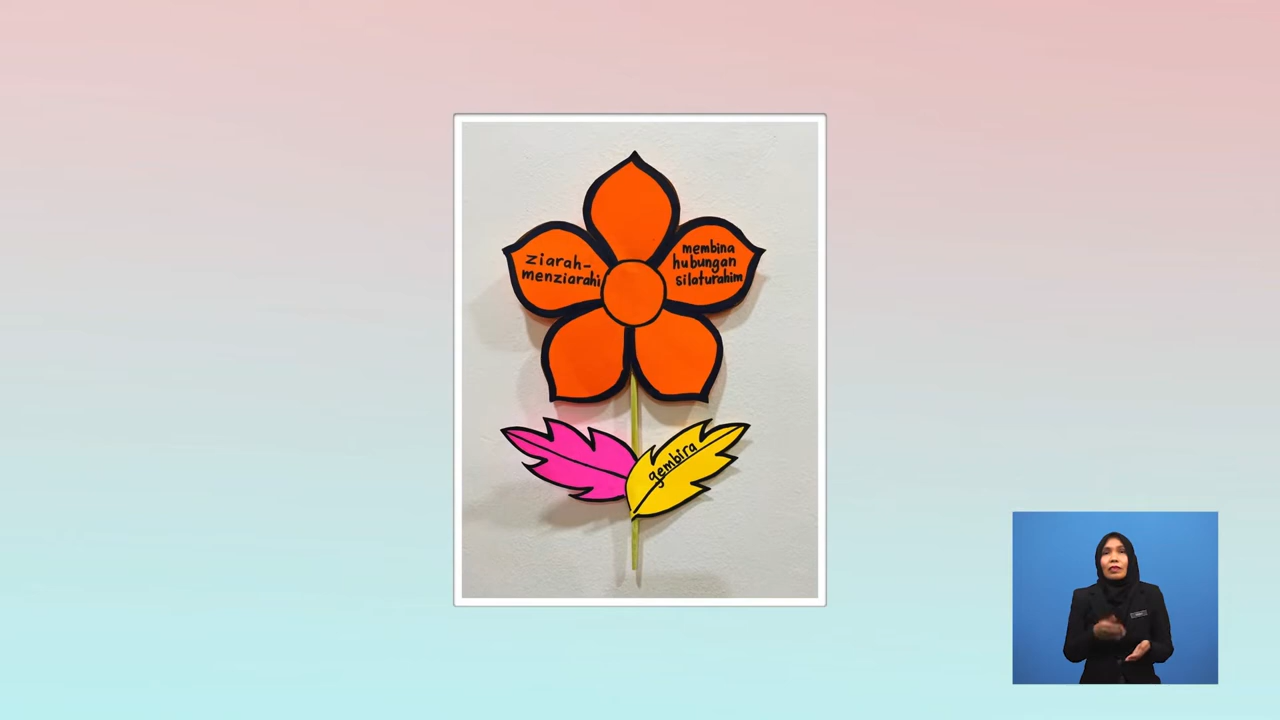 ziarah-
menziarahi
membina
hubungan
silaturahim
gembira